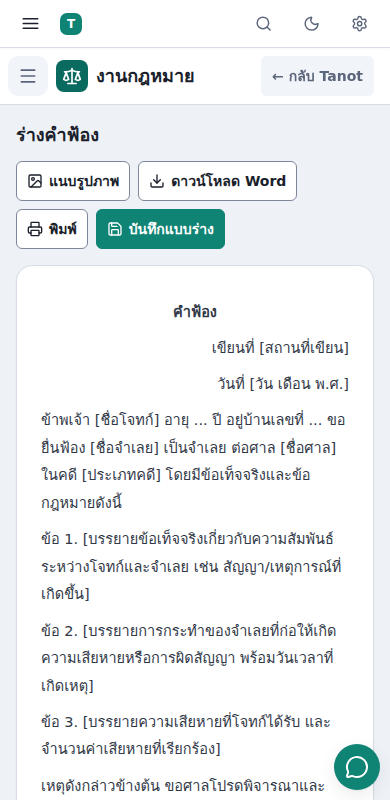 T
งานกฎหมาย
← กลับ Tanot
ร่างคำฟ้อง
แนบรูปภาพ
ดาวน์โหลด Word
พิมพ์
บันทึกแบบร่าง
คำฟ้อง
เขียนที่ [สถานที่เขียน]
วันที่ [วัน เดือน พ.ศ.]
ข้าพเจ้า [ชื่อโจทก์] อายุ ... ปี อยู่บ้านเลขที่ ... ขอ
ยื่นฟ้อง [ชื่อจำเลย] เป็นจำเลย ต่อศาล [ชื่อศาล]
ในคดี [ประเภทคดี] โดยมีข้อเท็จจริงและข้อ
กฎหมายดังนี้
ข้อ 1. [บรรยายข้อเท็จจริงเกี่ยวกับความสัมพันธ์
ระหว่างโจทก์และจำเลย เช่น สัญญา/เหตุการณ์ที่
เกิดขึ้น]
ข้อ 2. [บรรยายการกระทำของจำเลยที่ก่อให้เกิด
ความเสียหายหรือการผิดสัญญา พร้อมวันเวลาที่
เกิดเหตุ]
ข้อ 3. [บรรยายความเสียหายที่โจทก์ได้รับ และ
จำนวนค่าเสียหายที่เรียกร้อง]
เหตุดังกล่าวข้างต้น ขอศาลโปรดพิจารณาและ